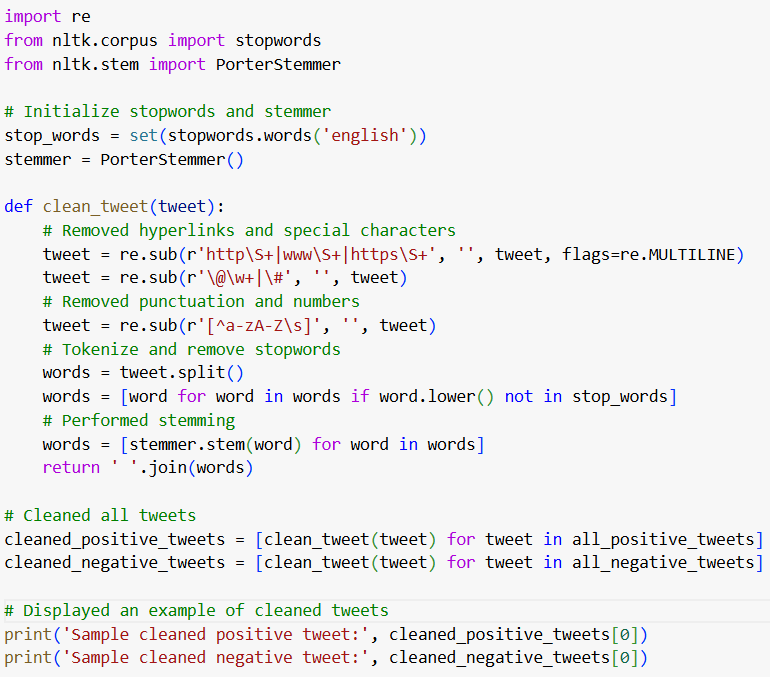 import re
from nltk.corpus import stopwords
from nltk.stem import PorterStemmer

# Initialize stopwords and stemmer
stop_words = set(stopwords.words('english'))
stemmer = PorterStemmer()

def clean_tweet(tweet):
    # Removed hyperlinks and special characters
    tweet = re.sub(r'http\S+|www\S+|https\S+', '', tweet, flags=re.MULTILINE)
    tweet = re.sub(r'\@\w+|\#', '', tweet)
    # Removed punctuation and numbers
    tweet = re.sub(r'[^a-zA-Z\s]', '', tweet)
    # Tokenize and remove stopwords
    words = tweet.split()
    words = [word for word in words if word.lower() not in stop_words]
    # Performed stemming
    words = [stemmer.stem(word) for word in words]
    return ' '.join(words)

# Cleaned all tweets
cleaned_positive_tweets = [clean_tweet(tweet) for tweet in all_positive_tweets]
cleaned_negative_tweets = [clean_tweet(tweet) for tweet in all_negative_tweets]

# Displayed an example of cleaned tweets
print('Sample cleaned positive tweet:', cleaned_positive_tweets[0])
print('Sample cleaned negative tweet:', cleaned_negative_tweets[0])